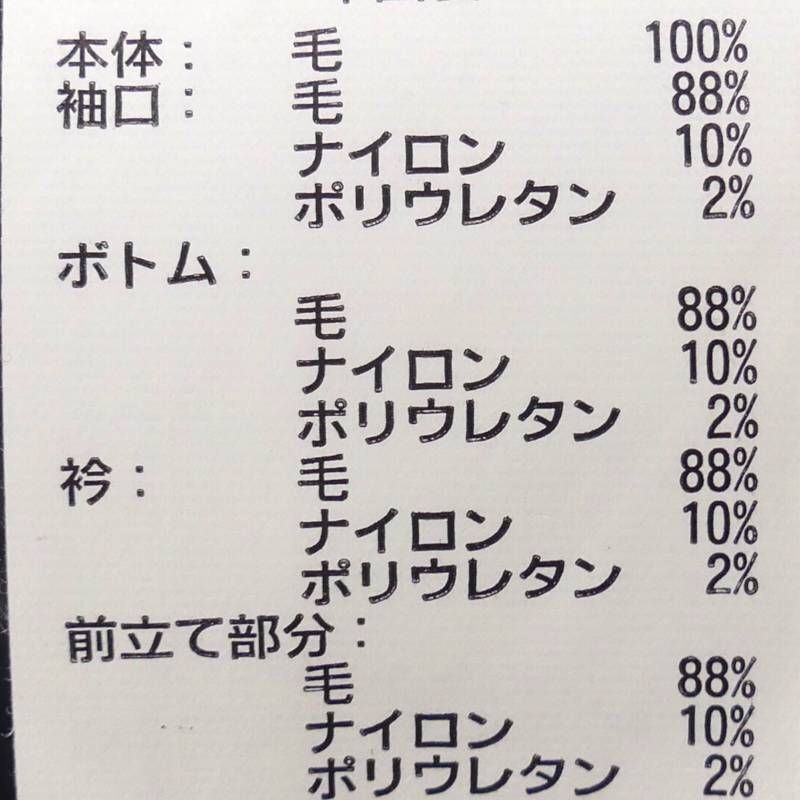 本体: 毛 100%
袖口: 毛 88%
ナイロン 10%
ポリウレタン 2%
ボトム:
毛 88%
ナイロン 10%
ポリウレタン 2%
衿: 毛 88%
ナイロン 10%
ポリウレタン 2%
前立て部分:
毛 88%
ナイロン 10%
ポリウレタン 2%